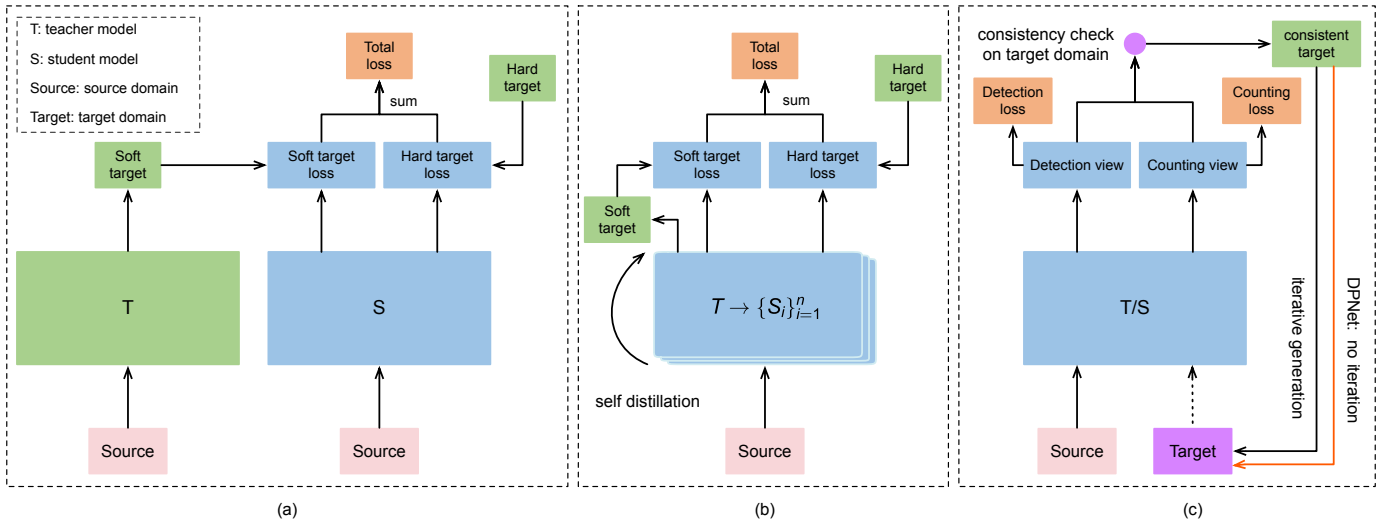 T: teacher model
S: student model
Source: source domain
Target: target domain
Total
loss
sum
Hard
target
Soft
target
Soft target
loss
Hard target
loss
T
S
Source
Source
(a)
Total
loss
sum
Hard
target
Soft target
loss
Hard target
loss
Soft
target
T → {S_i}_{i=1}^n
self distillation
Source
(b)
consistency check
on target domain
consistent
target
Detection
loss
Counting
loss
Detection view
Counting view
T/S
iterative generation
DPNet: no iteration
Source
Target
(c)